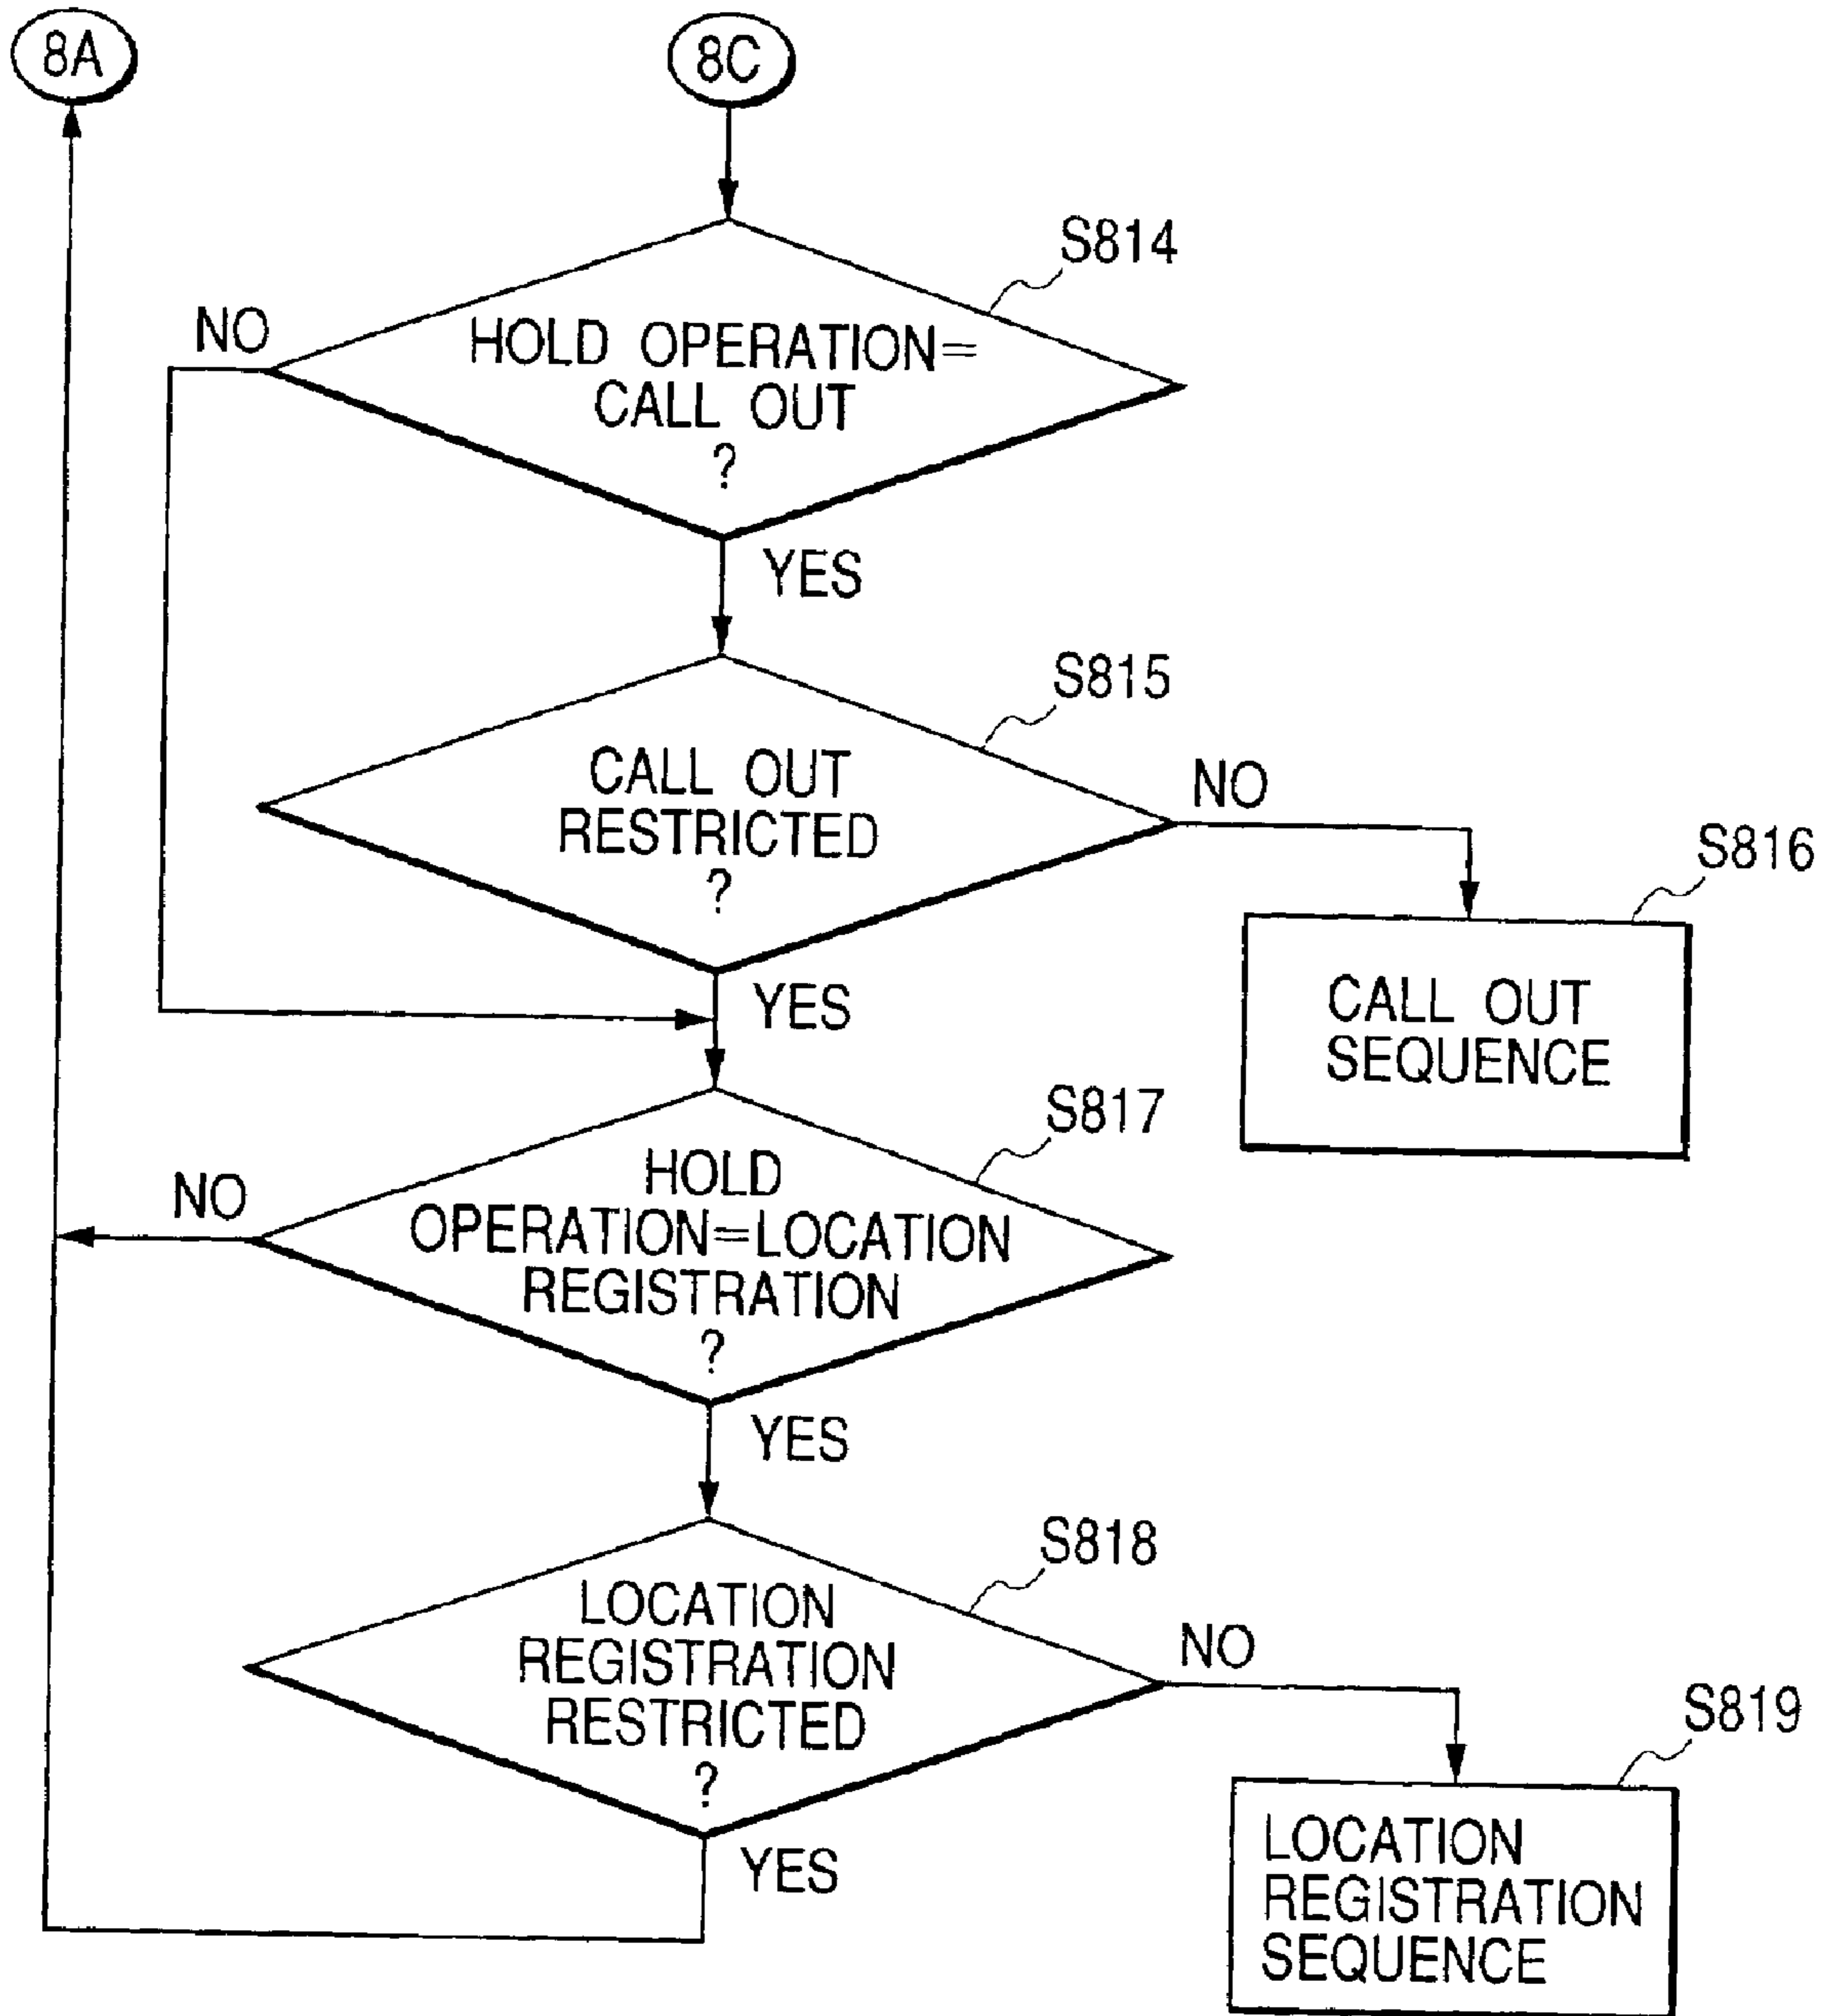 8A
8C
S814
NO
HOLD OPERATION=
CALL OUT
?
YES
S815
CALL OUT
RESTRICTED
?
NO
S816
CALL OUT
SEQUENCE
YES
S817
HOLD
OPERATION=LOCATION
REGISTRATION
?
NO
YES
S818
LOCATION
REGISTRATION
RESTRICTED
?
NO
S819
LOCATION
REGISTRATION
SEQUENCE
YES